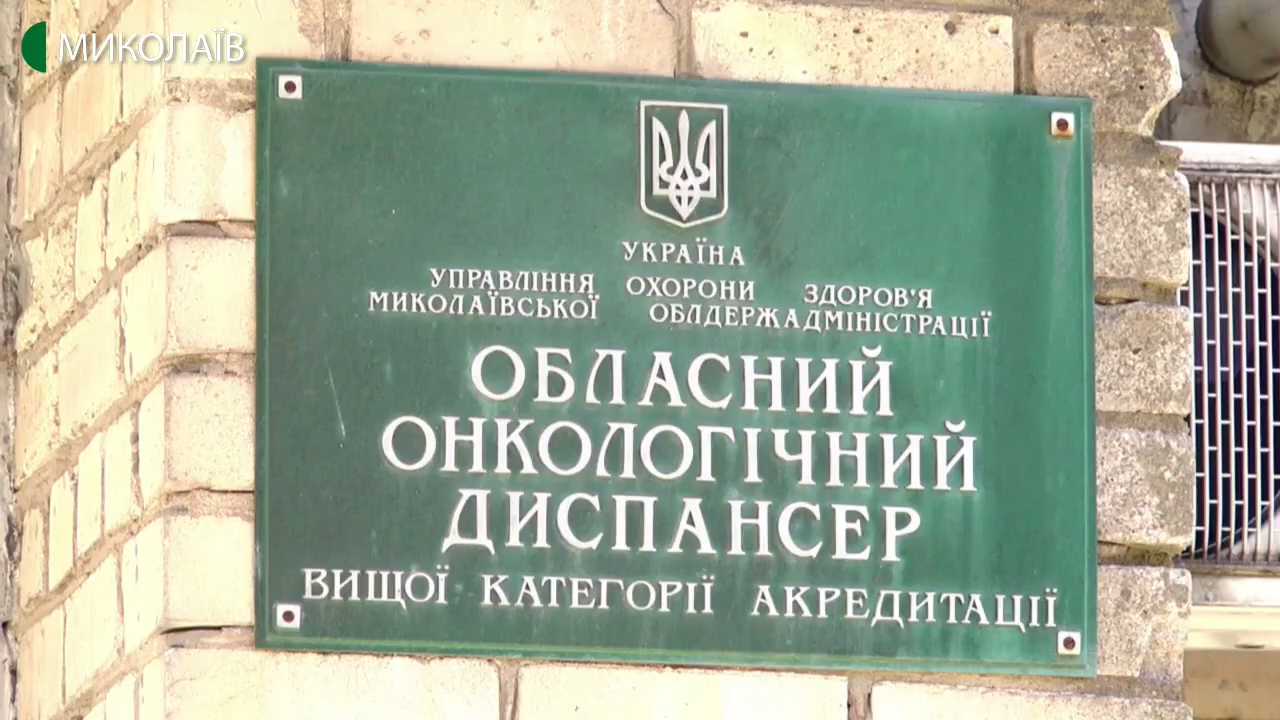 МИКОЛАЇВ
УКРАЇНА
УПРАВЛІННЯ ОХОРОНИ ЗДОРОВ'Я
МИКОЛАЇВСЬКОЇ ОБЛДЕРЖАДМІНІСТРАЦІЇ
ОБЛАСНИЙ
ОНКОЛОГІЧНИЙ
ДИСПАНСЕР
ВИЩОЇ КАТЕГОРІЇ АКРЕДИТАЦІЇ